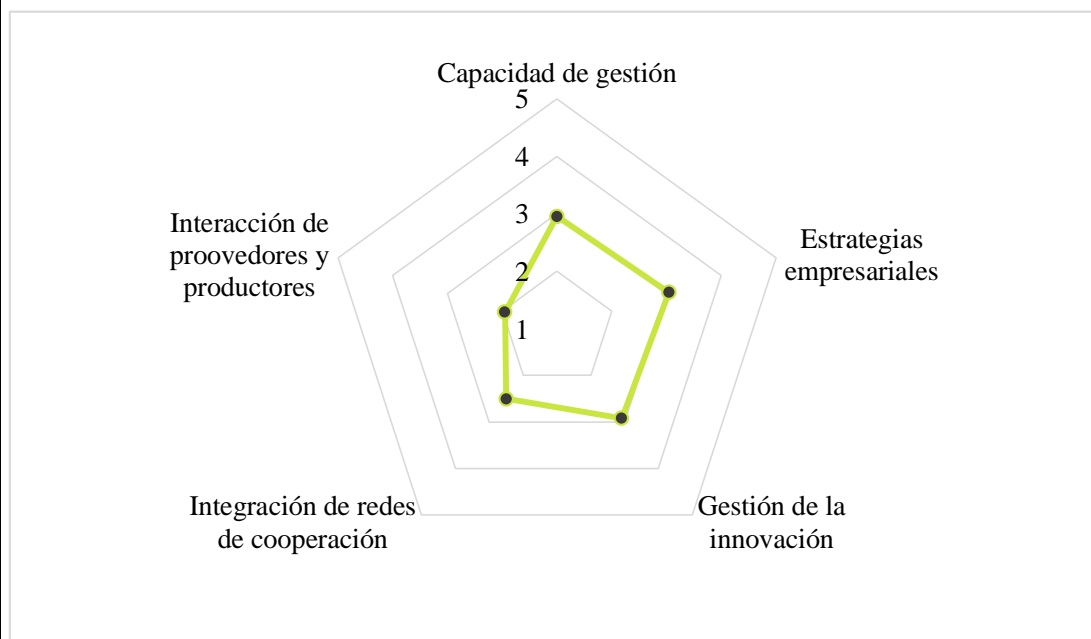 Capacidad de gestión
5
4
3
2
1
Estrategias
empresariales
Gestión de la
innovación
Integración de redes
de cooperación
Interacción de
proovedores y
productores